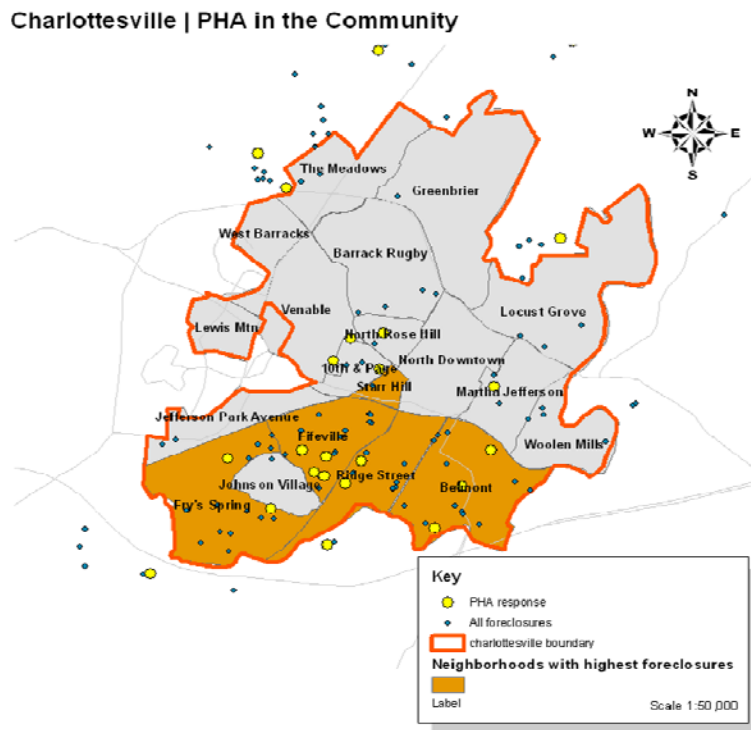 Charlottesville | PHA in the Community
N
W
E
S
The Meadows
Greenbrier
West Barracks
Barrack Rugby
Venable
Locust Grove
Lewis Mtn
North Rose Hill
North Downtown
10th & Page
Starr Hill
Martha Jefferson
Jefferson Park Avenue
Fifeville
Woolen Mills
Ridge Street
Johnson Village
Belmont
Fry's Spring
Key
PHA response
All foreclosures
charlottesville boundary
Neighborhoods with highest foreclosures
Label
Scale 1:50,000